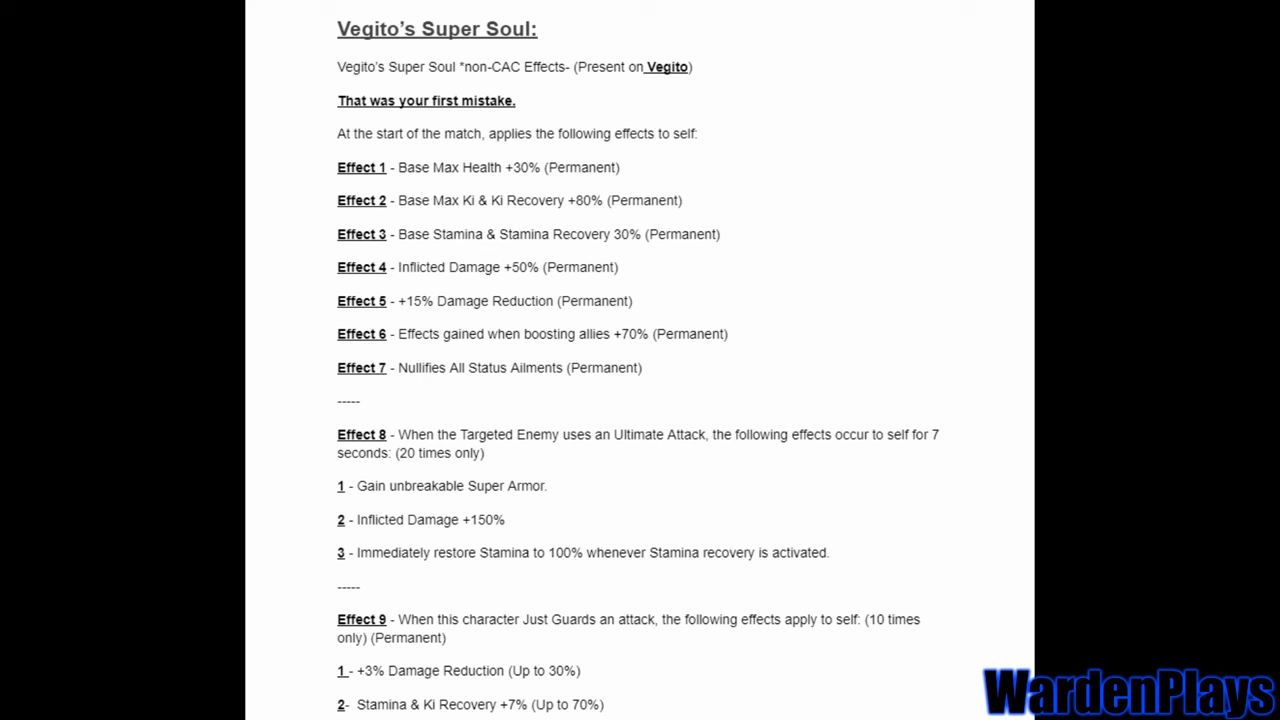 Vegito’s Super Soul:
Vegito’s Super Soul *non-CAC Effects- (Present on Vegito)
That was your first mistake.
At the start of the match, applies the following effects to self:
Effect 1 - Base Max Health +30% (Permanent)
Effect 2 - Base Max Ki & Ki Recovery +80% (Permanent)
Effect 3 - Base Stamina & Stamina Recovery 30% (Permanent)
Effect 4 - Inflicted Damage +50% (Permanent)
Effect 5 - +15% Damage Reduction (Permanent)
Effect 6 - Effects gained when boosting allies +70% (Permanent)
Effect 7 - Nullifies All Status Ailments (Permanent)
-----
Effect 8 - When the Targeted Enemy uses an Ultimate Attack, the following effects occur to self for 7
seconds: (20 times only)
1 - Gain unbreakable Super Armor.
2 - Inflicted Damage +150%
3 - Immediately restore Stamina to 100% whenever Stamina recovery is activated.
-----
Effect 9 - When this character Just Guards an attack, the following effects apply to self: (10 times
only) (Permanent)
1 - +3% Damage Reduction (Up to 30%)
2- Stamina & Ki Recovery +7% (Up to 70%)
WardenPlays